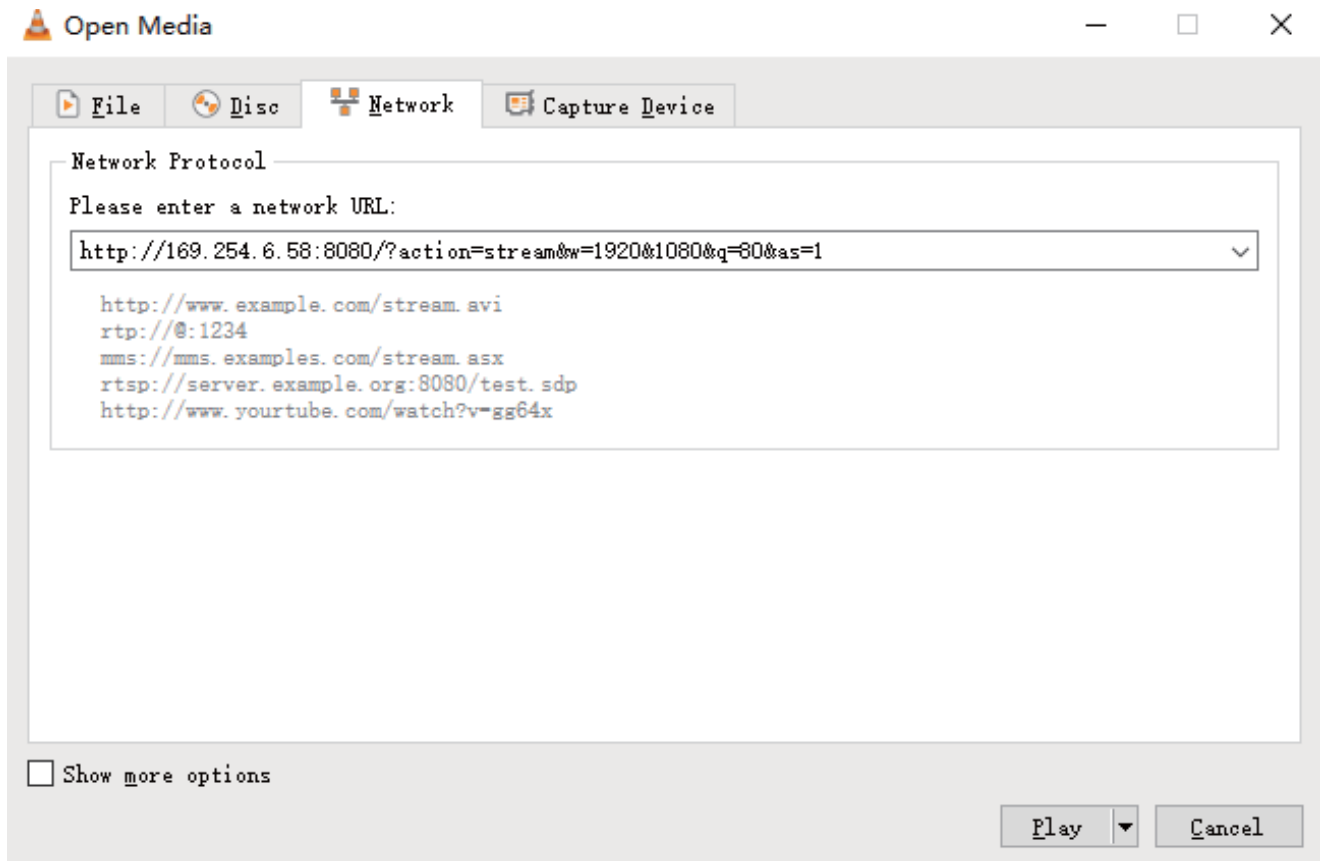 Open Media
File Disc Network Capture Device
Network Protocol
Please enter a network URL:
http://169.254.6.58:8080/?action=stream&w=1920&1080&q=80&as=1
http://www.example.com/stream.avi
rtp://@:1234
mms://mms.examples.com/stream.asx
rtsp://server.example.org:8080/test.sdp
http://www.yourtube.com/watch?v=gg64x
Show more options
Play Cancel